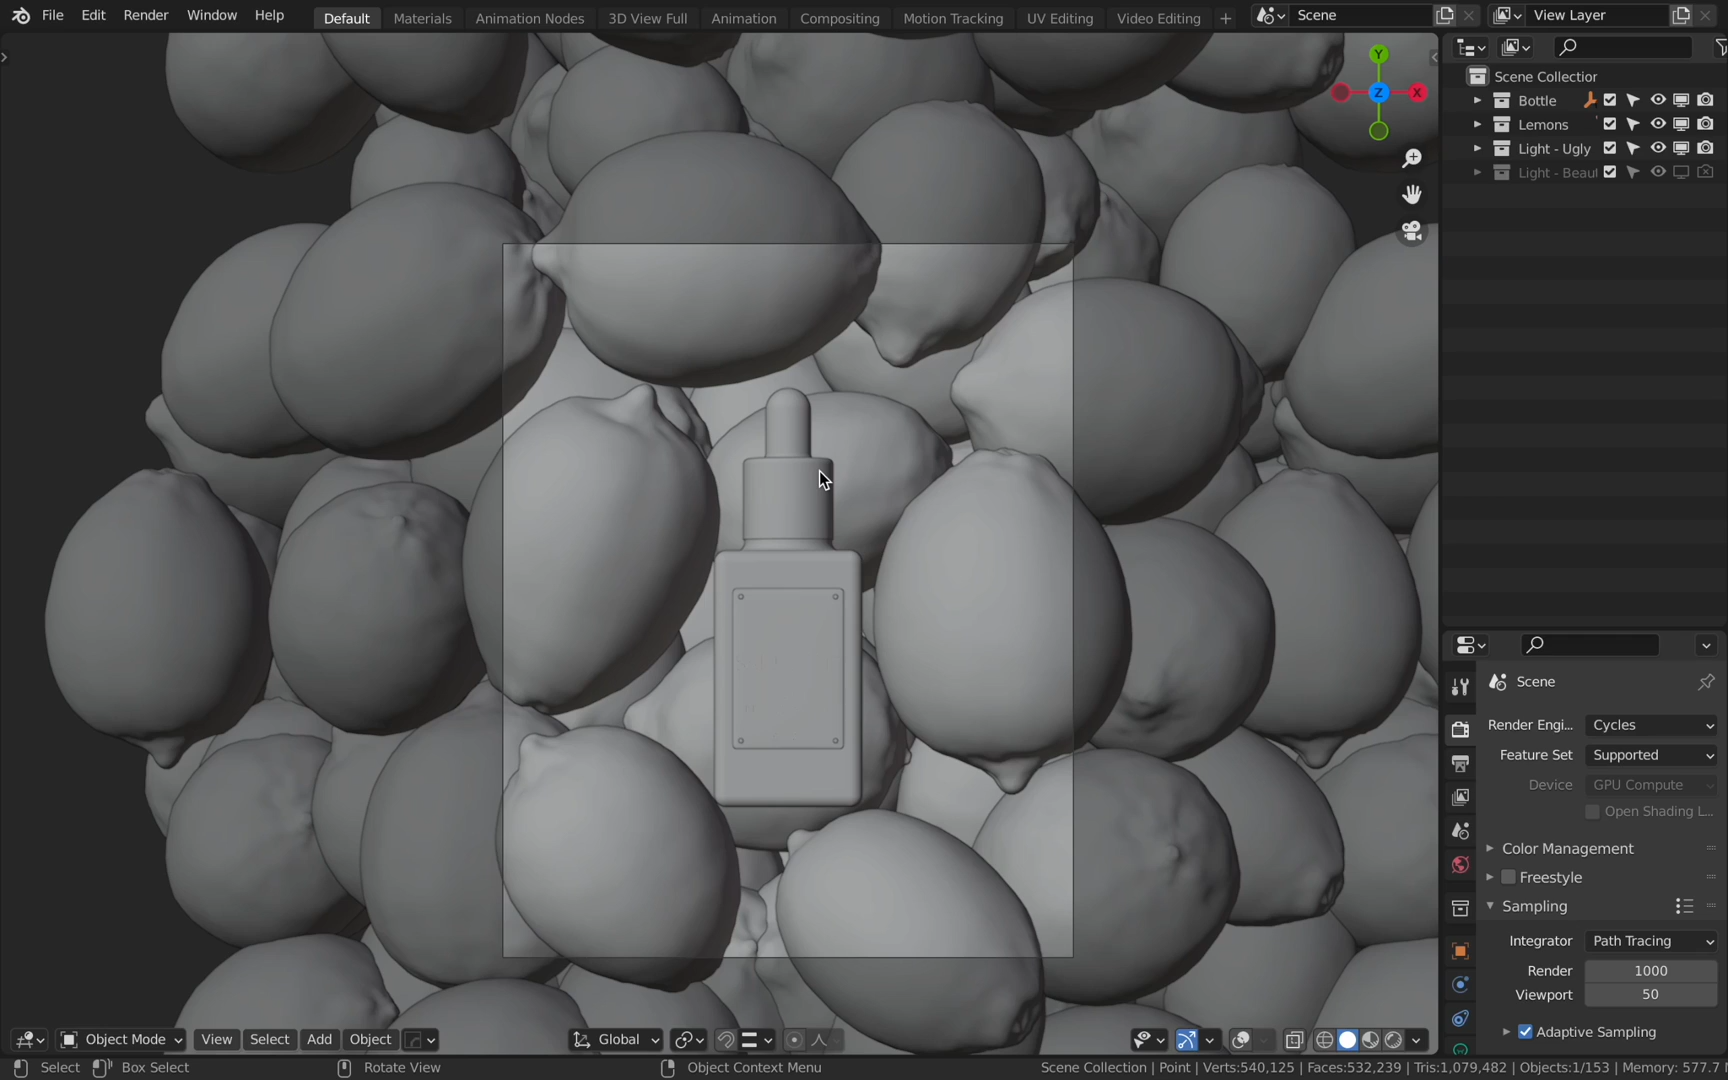 File Edit Render Window Help Default Materials Animation Nodes 3D View Full Animation Compositing Motion Tracking UV Editing Video Editing + Scene View Layer
Y
Z X
Scene Collection
Bottle
Lemons
Light - Ugly
Light - Beaut
Scene
Render Engi... Cycles
Feature Set Supported
Device GPU Compute
Open Shading L...
Color Management
Freestyle
Sampling
Integrator Path Tracing
Render 1000
Viewport 50
Adaptive Sampling
Object Mode View Select Add Object Global
Select Box Select Rotate View Object Context Menu Scene Collection | Point | Verts:540,125 | Faces:532,239 | Tris:1,079,482 | Objects:1/153 | Memory: 577.7